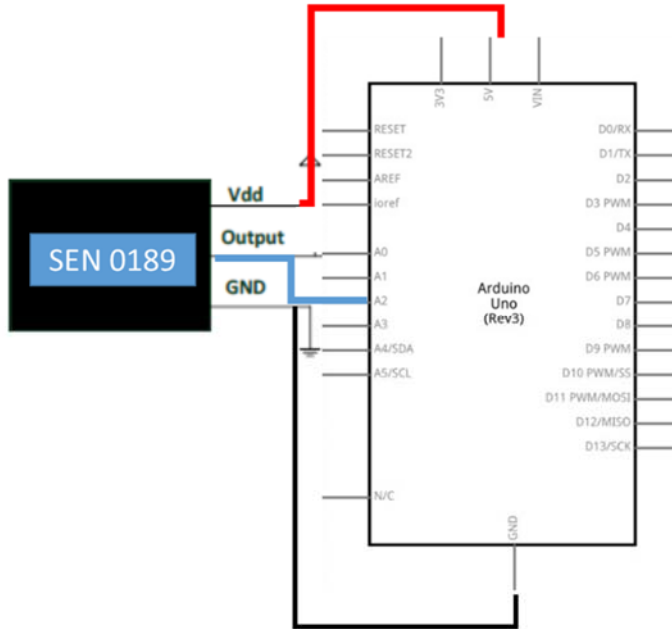 3V3
5V
VIN
RESET
RESET2
AREF
ioref
A0
A1
A2
A3
A4/SDA
A5/SCL
N/C
Vdd
Output
GND
SEN 0189
Arduino
Uno
(Rev3)
D0/RX
D1/TX
D2
D3 PWM
D4
D5 PWM
D6 PWM
D7
D8
D9 PWM
D10 PWM/SS
D11 PWM/MOSI
D12/MISO
D13/SCK
GND